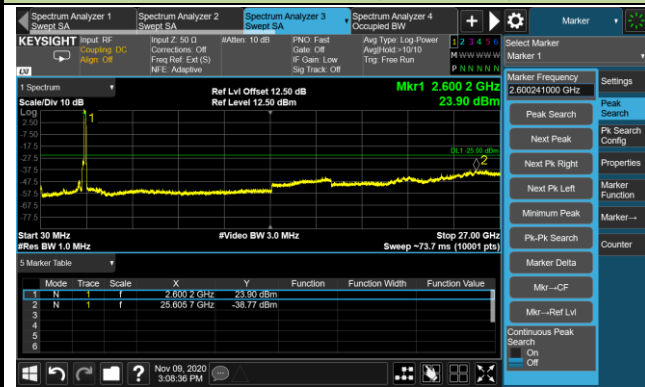 Spectrum Analyzer 1
Swept SA
Spectrum Analyzer 2
Swept SA
Spectrum Analyzer 3
Swept SA
Spectrum Analyzer 4
Occupied BW
Marker
KEYSIGHT
Input: RF
Coupling: DC
Align: Off
Input Z: 50 Ω
Corrections: Off
Freq Ref: Ext (S)
NFE: Adaptive
#Atten: 10 dB
PNO: Fast
Gate: Off
IF Gain: Low
Sig Track: Off
Avg Type: Log-Power
Avg|Hold:>10/10
Trig: Free Run
1 2 3 4 5 6
M W W W W W
P N N N N N
LXI
1 Spectrum
Scale/Div 10 dB
Ref Lvl Offset 12.50 dB
Ref Level 12.50 dBm
Mkr1 2.600 2 GHz
23.90 dBm
Log
2.50
-7.50
-17.5
-27.5
-37.5
-47.5
-57.5
-67.5
-77.5
1
DL1 -25.00 dBm
2
Start 30 MHz
#Res BW 1.0 MHz
#Video BW 3.0 MHz
Stop 27.00 GHz
Sweep ~73.7 ms (10001 pts)
5 Marker Table
Mode Trace Scale X Y Function Function Width Function Value
1 N 1 f 2.600 2 GHz 23.90 dBm
2 N 1 f 25.605 7 GHz -38.77 dBm
3
4
5
6
Nov 09, 2020
3:08:36 PM
Select Marker
Marker 1
Marker Frequency
2.600241000 GHz
Peak Search
Next Peak
Next Pk Right
Next Pk Left
Minimum Peak
Pk-Pk Search
Marker Delta
Mkr→CF
Mkr→Ref Lvl
Continuous Peak
Search
On
Off
Settings
Peak
Search
Pk Search
Config
Properties
Marker
Function
Marker→
Counter